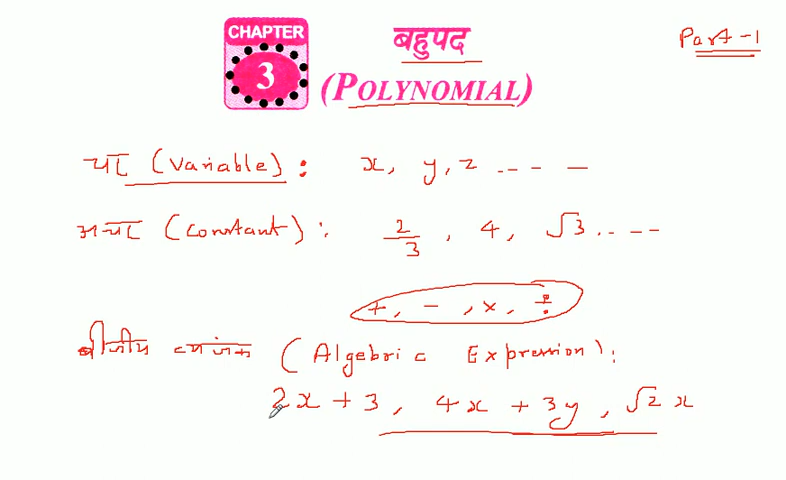 CHAPTER
3
बहुपद
(POLYNOMIAL)
Part-1
चर (Variable) : x, y, z ... - -
अचर (Constant) : 2/3 , 4, √3 . . - --
+, -, x, ÷
बीजीय व्यंजक (Algebric Expression) :
2x + 3, 4x + 3y, √2 x